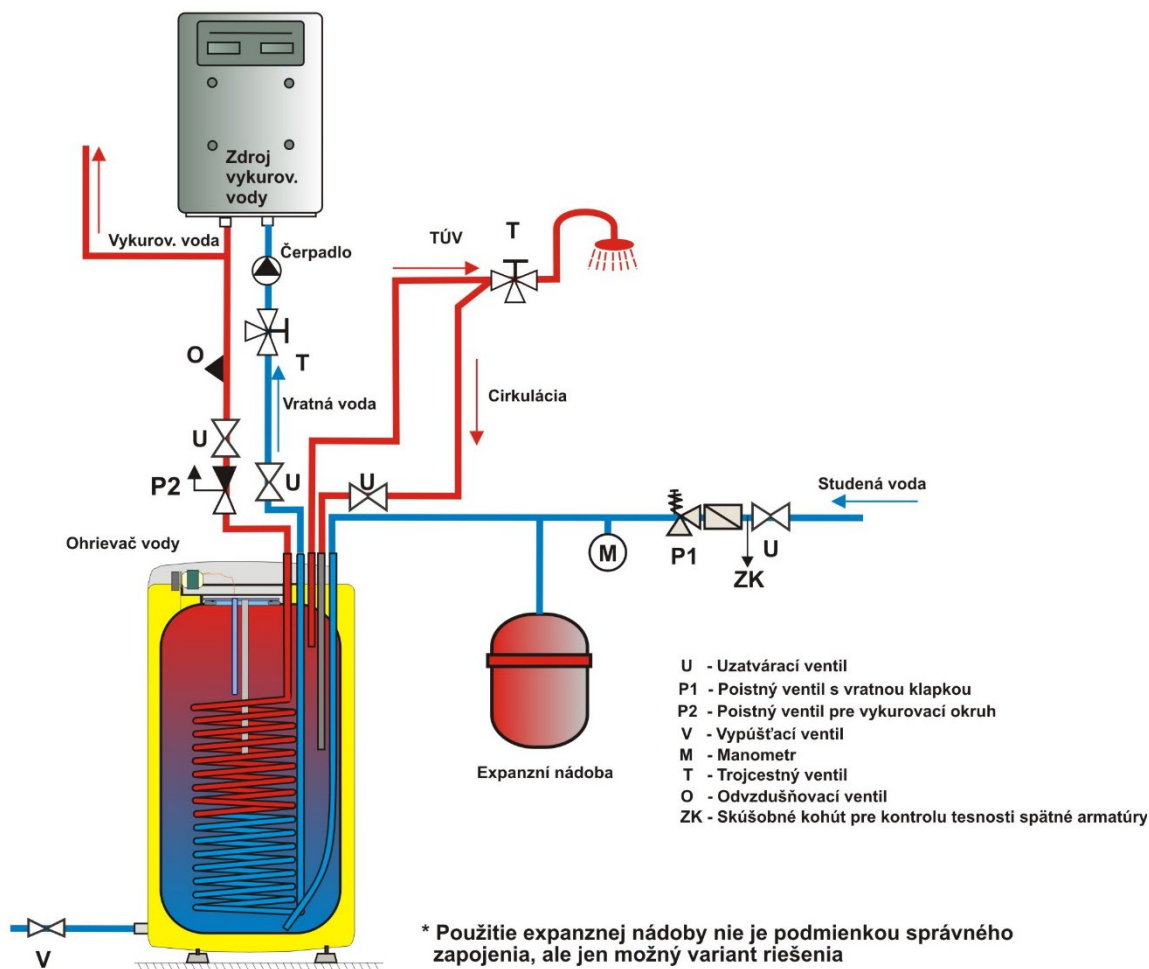 Zdroj
vykurov.
vody
Vykurov. voda
Čerpadlo
TÚV
T
O
T
Vratná voda
Cirkulácia
U
P2
U
U
Studená voda
Ohrievač vody
M
P1
U
ZK
Expanzní nádoba
U - Uzatvárací ventil
P1 - Poistný ventil s vratnou klapkou
P2 - Poistný ventil pre vykurovací okruh
V - Vypúšťací ventil
M - Manometr
T - Trojcestný ventil
O - Odvzdušňovací ventil
ZK - Skúšobné kohút pre kontrolu tesnosti spätné armatúry
V
* Použitie expanznej nádoby nie je podmienkou správného
zapojenia, ale jen možný variant riešenia